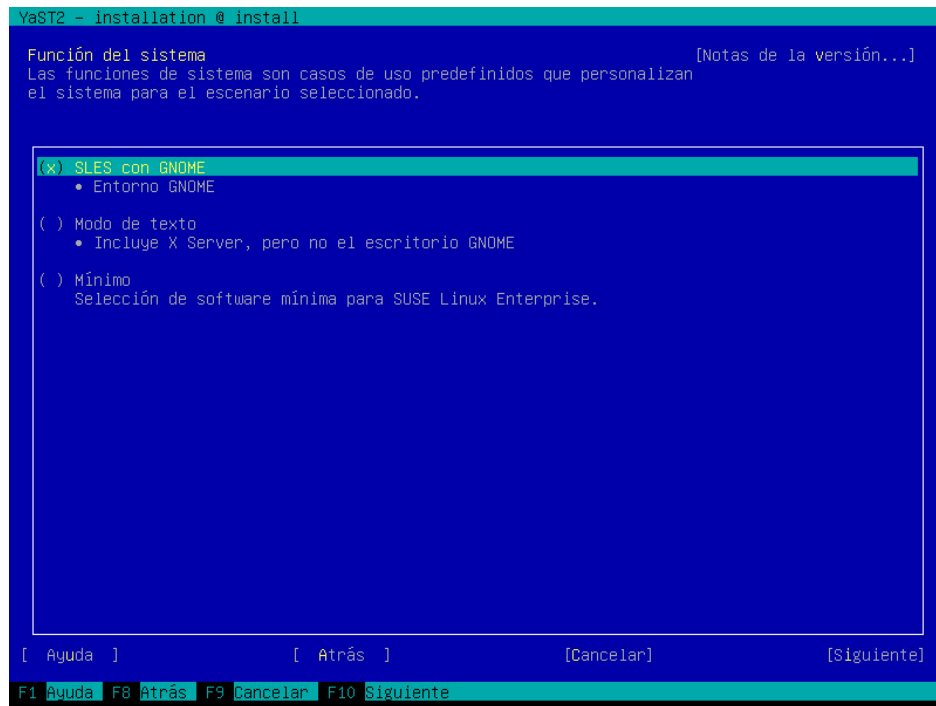 YaST2 - installation @ install
Función del sistema [Notas de la versión...]
Las funciones de sistema son casos de uso predefinidos que personalizan
el sistema para el escenario seleccionado.
(x) SLES con GNOME
• Entorno GNOME
( ) Modo de texto
• Incluye X Server, pero no el escritorio GNOME
( ) Mínimo
Selección de software mínima para SUSE Linux Enterprise.
[ Ayuda ] [ Atrás ] [Cancelar] [Siguiente]
F1 Ayuda F8 Atrás F9 Cancelar F10 Siguiente